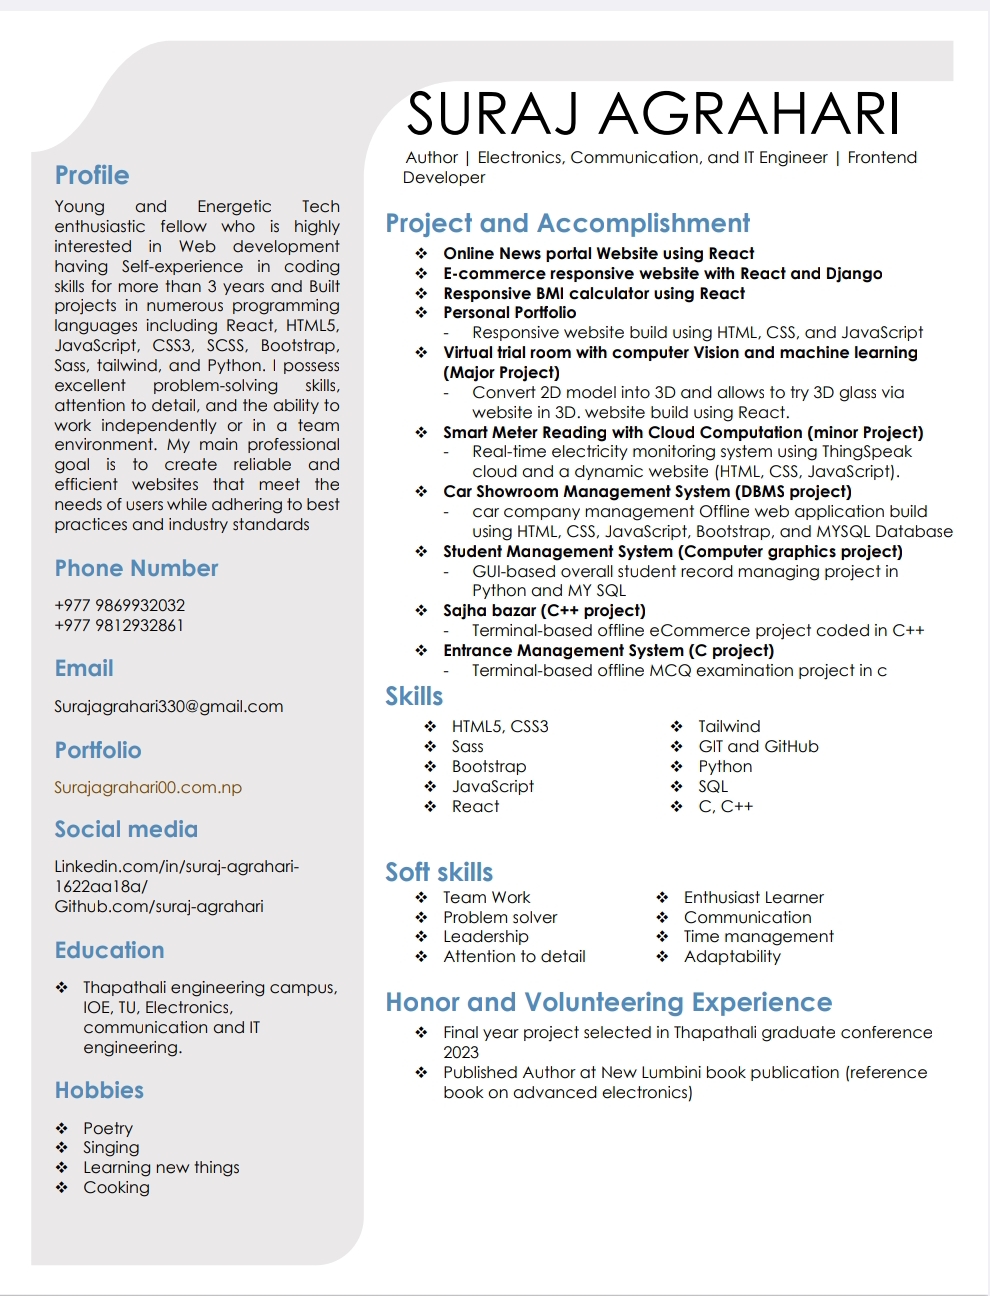 SURAJ AGRAHARI
Author | Electronics, Communication, and IT Engineer | Frontend
Developer
Profile
Young and Energetic Tech
enthusiastic fellow who is highly
interested in Web development
having Self-experience in coding
skills for more than 3 years and Built
projects in numerous programming
languages including React, HTML5,
JavaScript, CSS3, SCSS, Bootstrap,
Sass, tailwind, and Python. I possess
excellent problem-solving skills,
attention to detail, and the ability to
work independently or in a team
environment. My main professional
goal is to create reliable and
efficient websites that meet the
needs of users while adhering to best
practices and industry standards
Phone Number
+977 9869932032
+977 9812932861
Email
Surajagrahari330@gmail.com
Portfolio
Surajagrahari00.com.np
Social media
Linkedin.com/in/suraj-agrahari-
1622aa18a/
Github.com/suraj-agrahari
Education
❖ Thapathali engineering campus,
IOE, TU, Electronics,
communication and IT
engineering.
Hobbies
❖ Poetry
❖ Singing
❖ Learning new things
❖ Cooking
Project and Accomplishment
❖ Online News portal Website using React
❖ E-commerce responsive website with React and Django
❖ Responsive BMI calculator using React
❖ Personal Portfolio
- Responsive website build using HTML, CSS, and JavaScript
❖ Virtual trial room with computer Vision and machine learning
(Major Project)
- Convert 2D model into 3D and allows to try 3D glass via
website in 3D. website build using React.
❖ Smart Meter Reading with Cloud Computation (minor Project)
- Real-time electricity monitoring system using ThingSpeak
cloud and a dynamic website (HTML, CSS, JavaScript).
❖ Car Showroom Management System (DBMS project)
- car company management Offline web application build
using HTML, CSS, JavaScript, Bootstrap, and MYSQL Database
❖ Student Management System (Computer graphics project)
- GUI-based overall student record managing project in
Python and MY SQL
❖ Sajha bazar (C++ project)
- Terminal-based offline eCommerce project coded in C++
❖ Entrance Management System (C project)
- Terminal-based offline MCQ examination project in c
Skills
❖ HTML5, CSS3
❖ Sass
❖ Bootstrap
❖ JavaScript
❖ React
❖ Tailwind
❖ GIT and GitHub
❖ Python
❖ SQL
❖ C, C++
Soft skills
❖ Team Work
❖ Problem solver
❖ Leadership
❖ Attention to detail
❖ Enthusiast Learner
❖ Communication
❖ Time management
❖ Adaptability
Honor and Volunteering Experience
❖ Final year project selected in Thapathali graduate conference
2023
❖ Published Author at New Lumbini book publication (reference
book on advanced electronics)